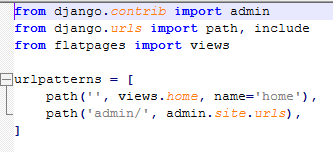 from django.contrib import admin
from django.urls import path, include
from flatpages import views

urlpatterns = [
    path('', views.home, name='home'),
    path('admin/', admin.site.urls),
]